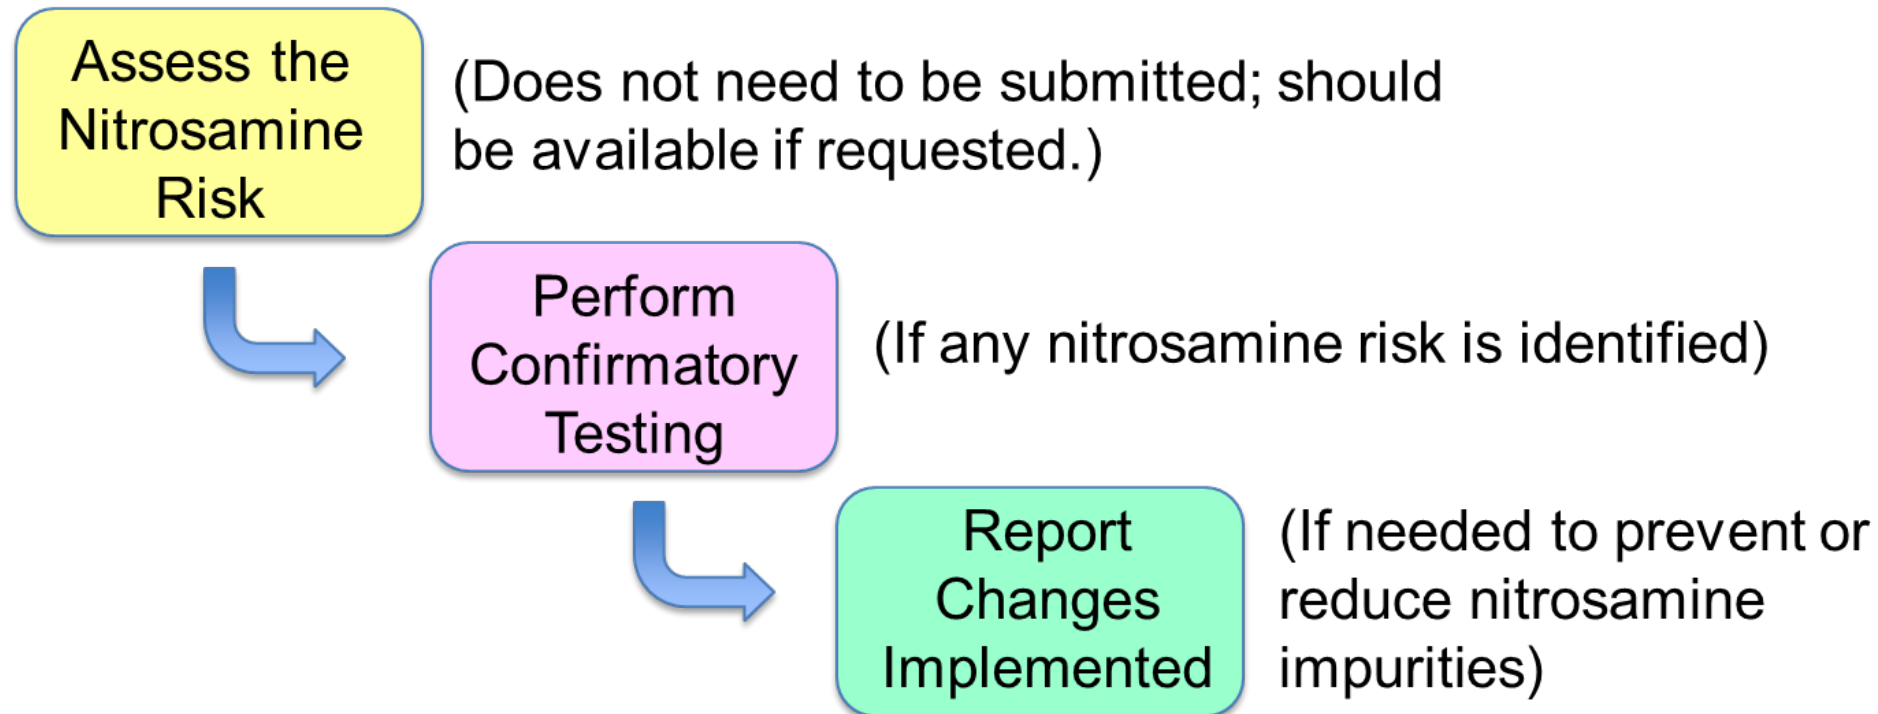 Assess the
Nitrosamine
Risk
(Does not need to be submitted; should
be available if requested.)
Perform
Confirmatory
Testing
(If any nitrosamine risk is identified)
Report
Changes
Implemented
(If needed to prevent or
reduce nitrosamine
impurities)